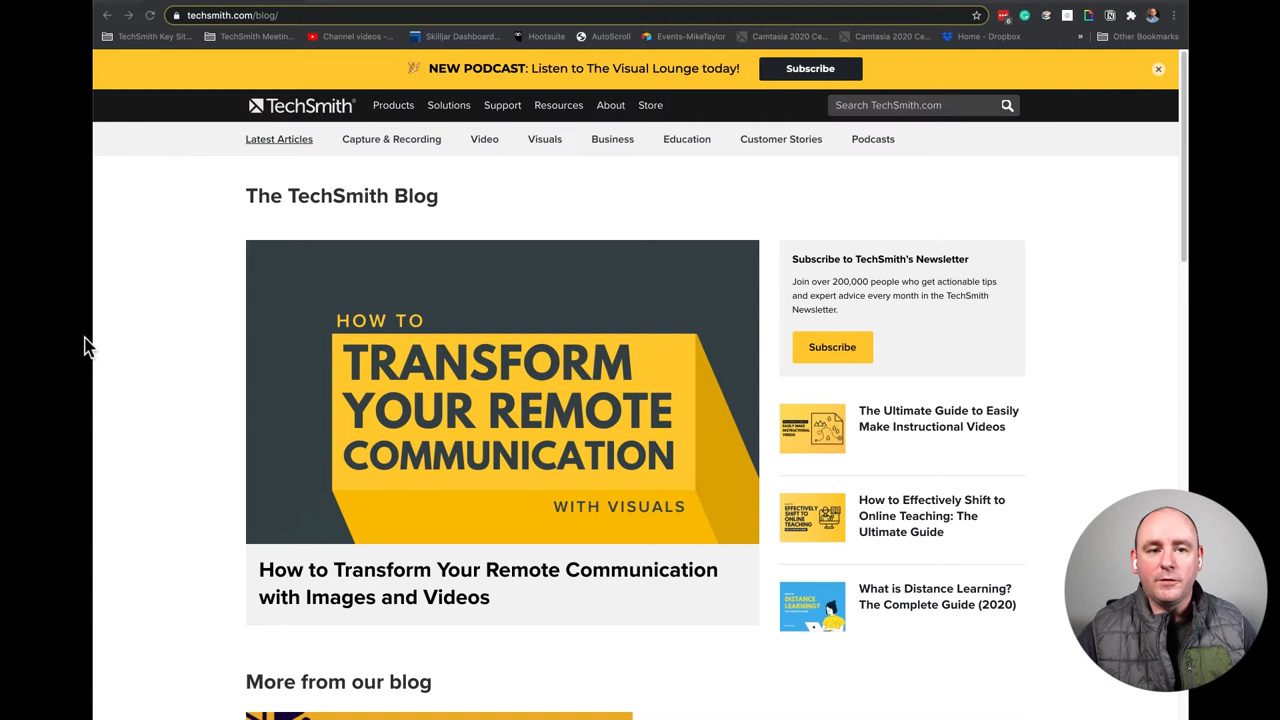 techsmith.com/blog/
TechSmith Key Sit...
TechSmith Meetin...
Channel videos -...
Skilljar Dashboard...
Hootsuite
AutoScroll
Events-MikeTaylor
Camtasia 2020 Ce...
Camtasia 2020 Ce...
Home - Dropbox
»
Other Bookmarks
NEW PODCAST: Listen to The Visual Lounge today!
Subscribe
TechSmith®
Products
Solutions
Support
Resources
About
Store
Search TechSmith.com
Latest Articles
Capture & Recording
Video
Visuals
Business
Education
Customer Stories
Podcasts
The TechSmith Blog
HOW TO
TRANSFORM
YOUR REMOTE
COMMUNICATION
WITH VISUALS
How to Transform Your Remote Communication
with Images and Videos
Subscribe to TechSmith's Newsletter
Join over 200,000 people who get actionable tips
and expert advice every month in the TechSmith
Newsletter.
Subscribe
The Ultimate Guide to Easily
Make Instructional Videos
How to Effectively Shift to
Online Teaching: The
Ultimate Guide
DISTANCE
LEARNING?
What is Distance Learning?
The Complete Guide (2020)
More from our blog